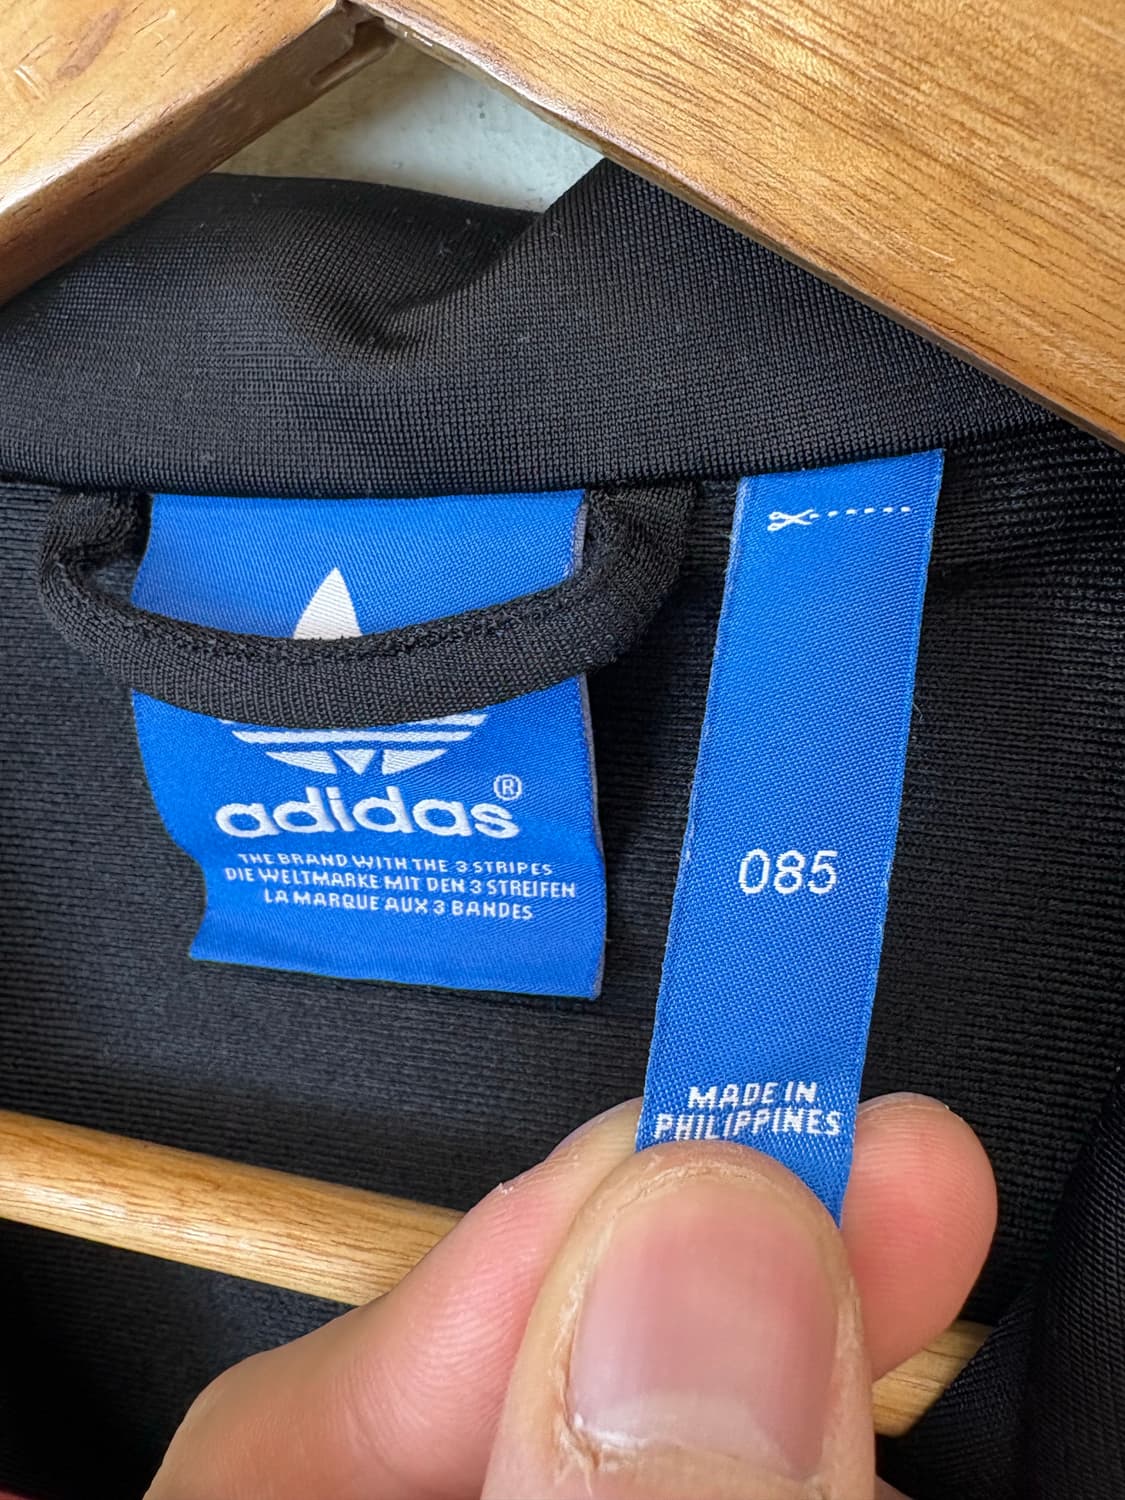 adidas®
THE BRAND WITH THE 3 STRIPES
DIE WELTMARKE MIT DEN 3 STREIFEN
LA MARQUE AUX 3 BANDES
085
MADE IN
PHILIPPINES